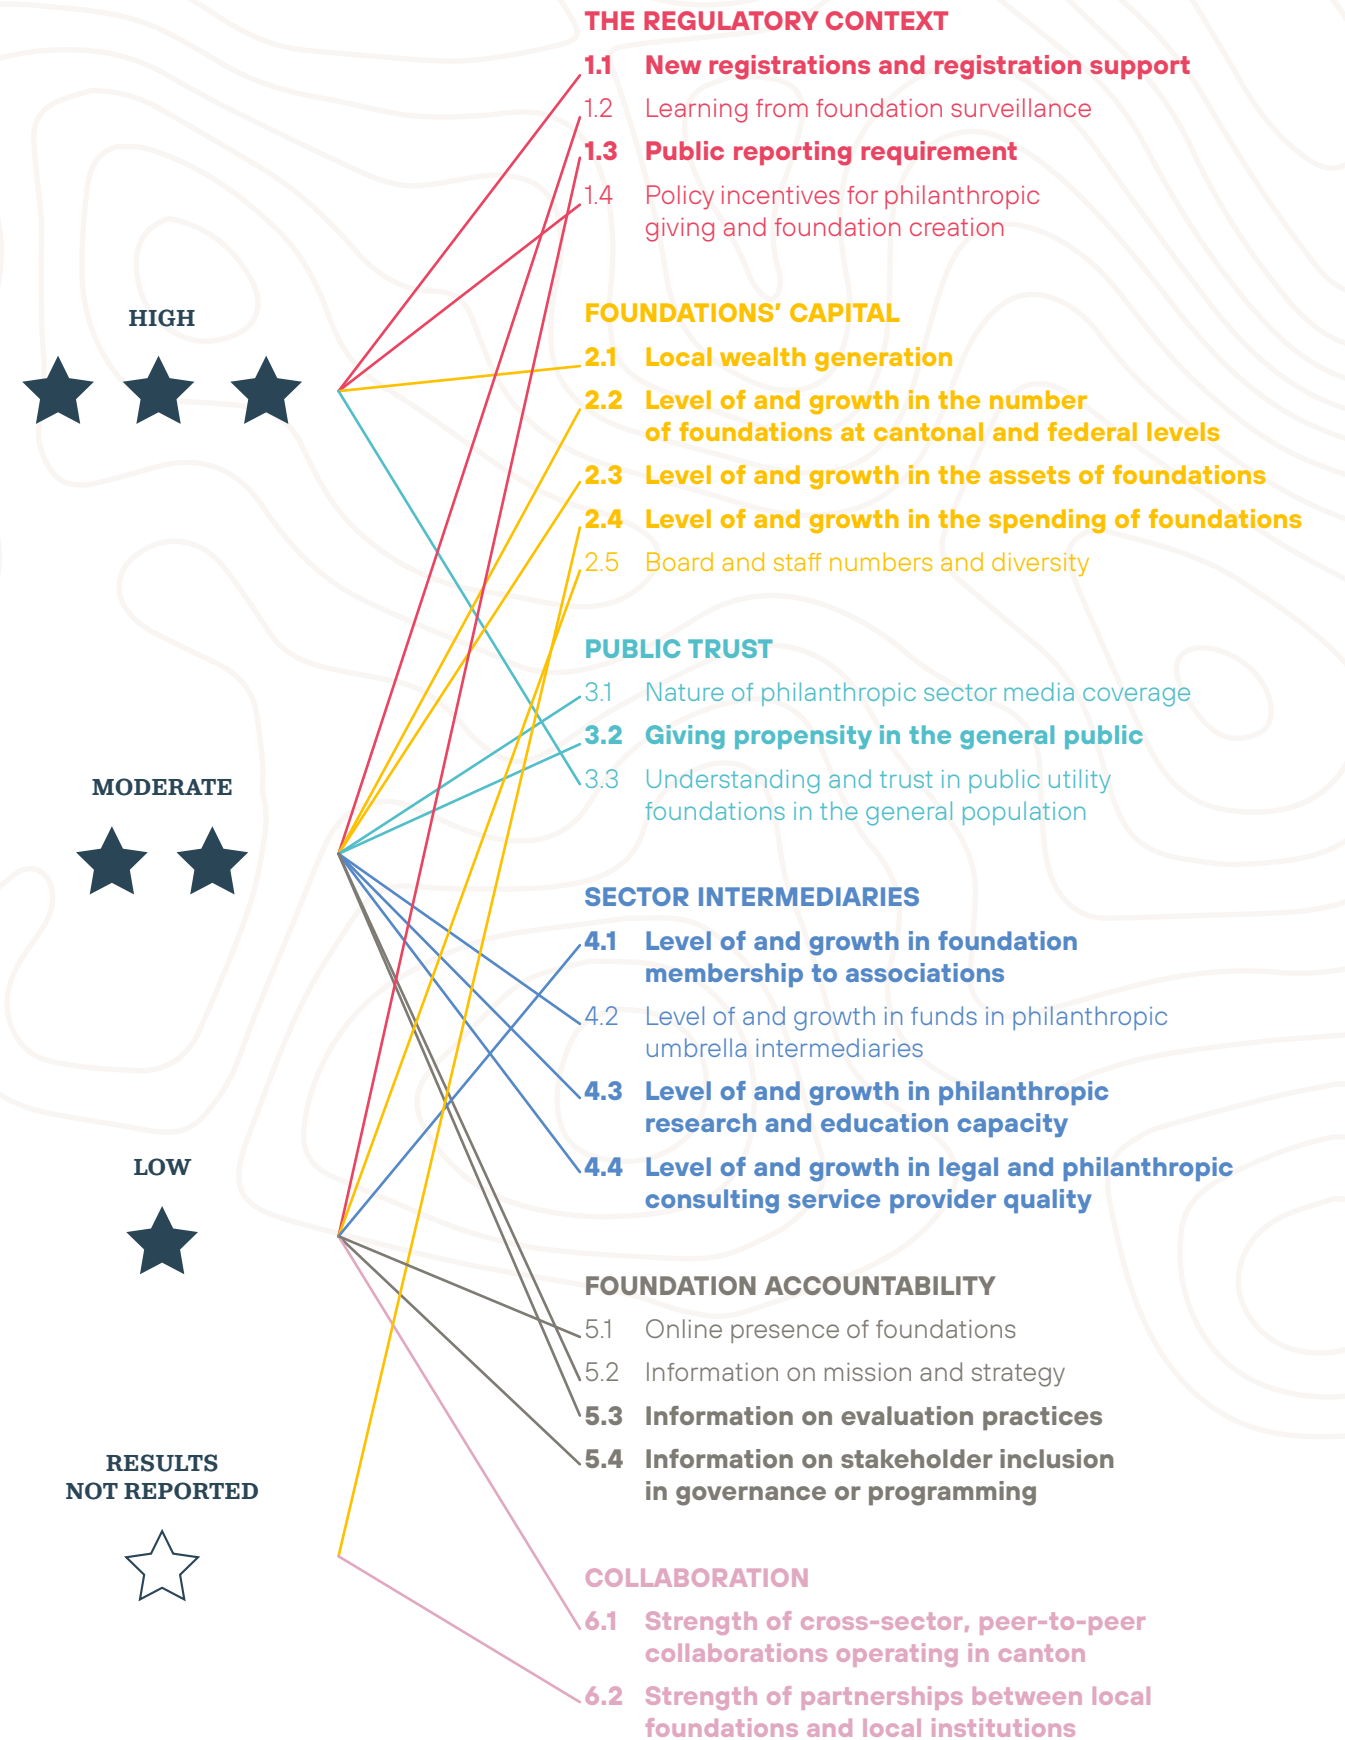 THE REGULATORY CONTEXT
1.1 New registrations and registration support
1.2 Learning from foundation surveillance
1.3 Public reporting requirement
1.4 Policy incentives for philanthropic
giving and foundation creation
HIGH
FOUNDATIONS' CAPITAL
2.1 Local wealth generation
2.2 Level of and growth in the number
of foundations at cantonal and federal levels
2.3 Level of and growth in the assets of foundations
2.4 Level of and growth in the spending of foundations
2.5 Board and staff numbers and diversity
PUBLIC TRUST
3.1 Nature of philanthropic sector media coverage
3.2 Giving propensity in the general public
3.3 Understanding and trust in public utility
foundations in the general population
MODERATE
SECTOR INTERMEDIARIES
4.1 Level of and growth in foundation
membership to associations
4.2 Level of and growth in funds in philanthropic
umbrella intermediaries
4.3 Level of and growth in philanthropic
research and education capacity
4.4 Level of and growth in legal and philanthropic
consulting service provider quality
LOW
FOUNDATION ACCOUNTABILITY
5.1 Online presence of foundations
5.2 Information on mission and strategy
5.3 Information on evaluation practices
5.4 Information on stakeholder inclusion
in governance or programming
RESULTS
NOT REPORTED
COLLABORATION
6.1 Strength of cross-sector, peer-to-peer
collaborations operating in canton
6.2 Strength of partnerships between local
foundations and local institutions